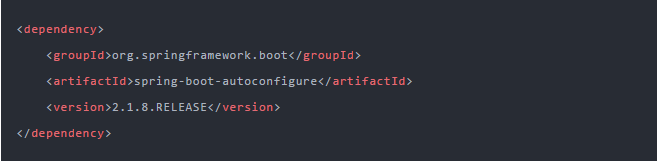 <dependency>
    <groupId>org.springframework.boot</groupId>
    <artifactId>spring-boot-autoconfigure</artifactId>
    <version>2.1.8.RELEASE</version>
</dependency>